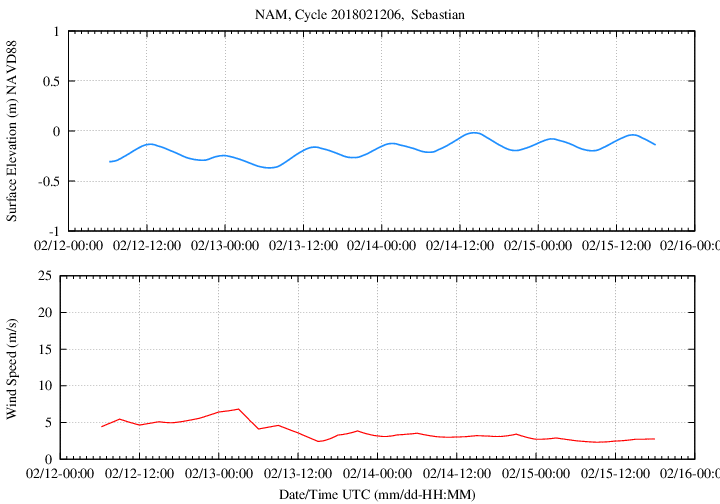 NAM, Cycle 2018021206,  Sebastian
Surface Elevation (m) NAVD88
1
0.5
0
-0.5
-1
02/12-00:00 02/12-12:00 02/13-00:00 02/13-12:00 02/14-00:00 02/14-12:00 02/15-00:00 02/15-12:00 02/16-00:00
Wind Speed (m/s)
25
20
15
10
5
0
02/12-00:00 02/12-12:00 02/13-00:00 02/13-12:00 02/14-00:00 02/14-12:00 02/15-00:00 02/15-12:00 02/16-00:00
Date/Time UTC (mm/dd-HH:MM)